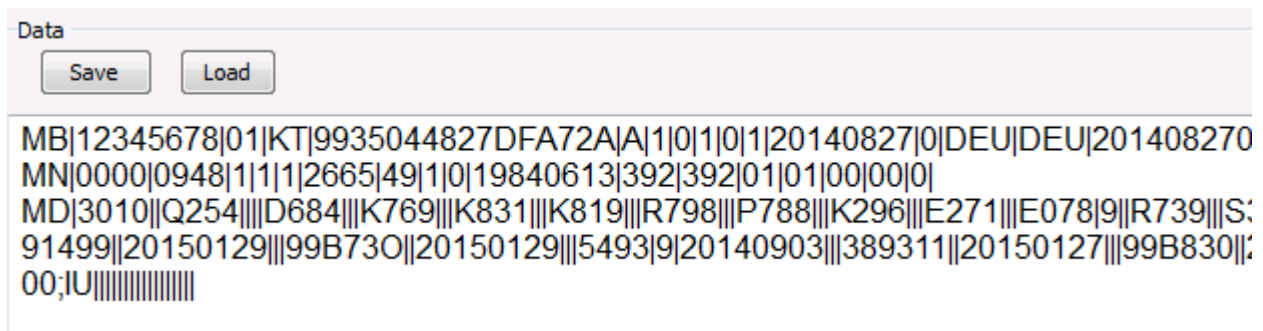 Data
Save Load
MB|12345678|01|KT|9935044827DFA72A|A|1|0|1|0|1|20140827|0|DEU|DEU|201408270
MN|0000|0948|1|1|1|2665|49|1|0|19840613|392|392|01|01|00|00|0|
MD|3010||Q254||||D684|||K769|||K831|||K819|||R798|||P788|||K296|||E271|||E078|9||R739|||S
91499||20150129|||99B73O||20150129|||5493|9|20140903|||389311||20150127|||99B830||
00;IU|||||||||||||||||